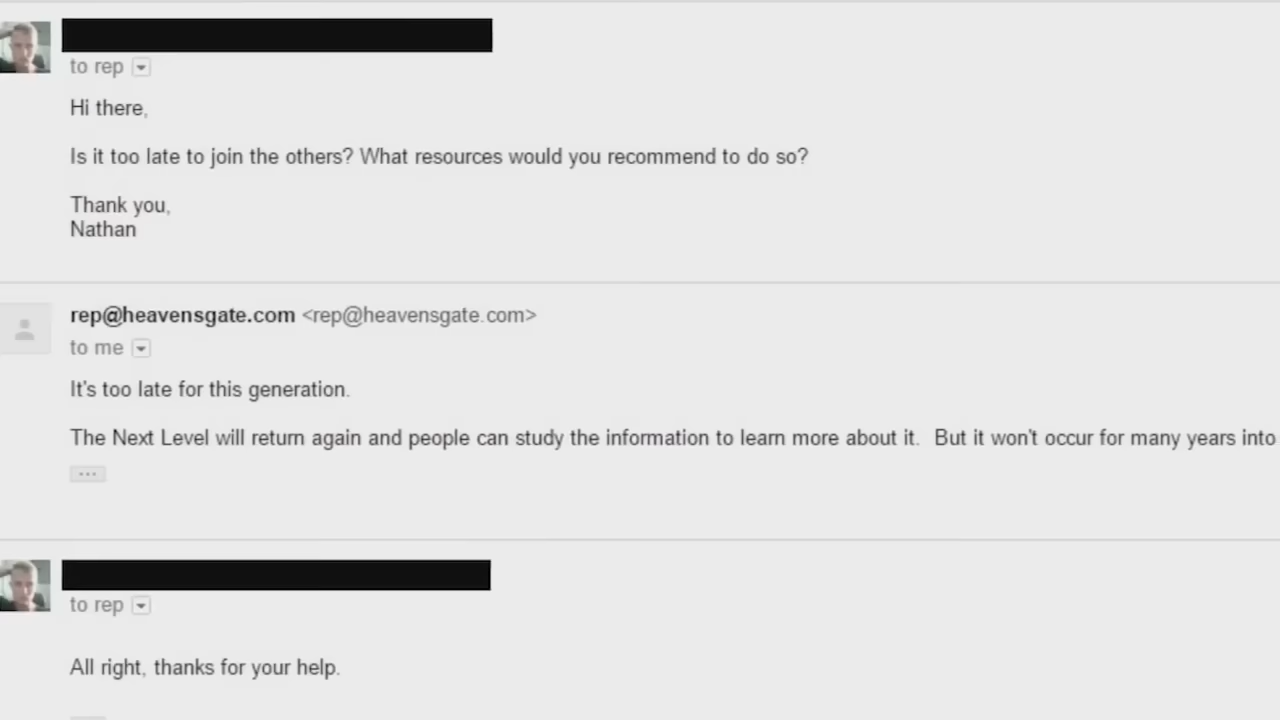 to rep
Hi there,
Is it too late to join the others? What resources would you recommend to do so?
Thank you,
Nathan
rep@heavensgate.com <rep@heavensgate.com>
to me
It's too late for this generation.
The Next Level will return again and people can study the information to learn more about it.  But it won't occur for many years into
...
to rep
All right, thanks for your help.